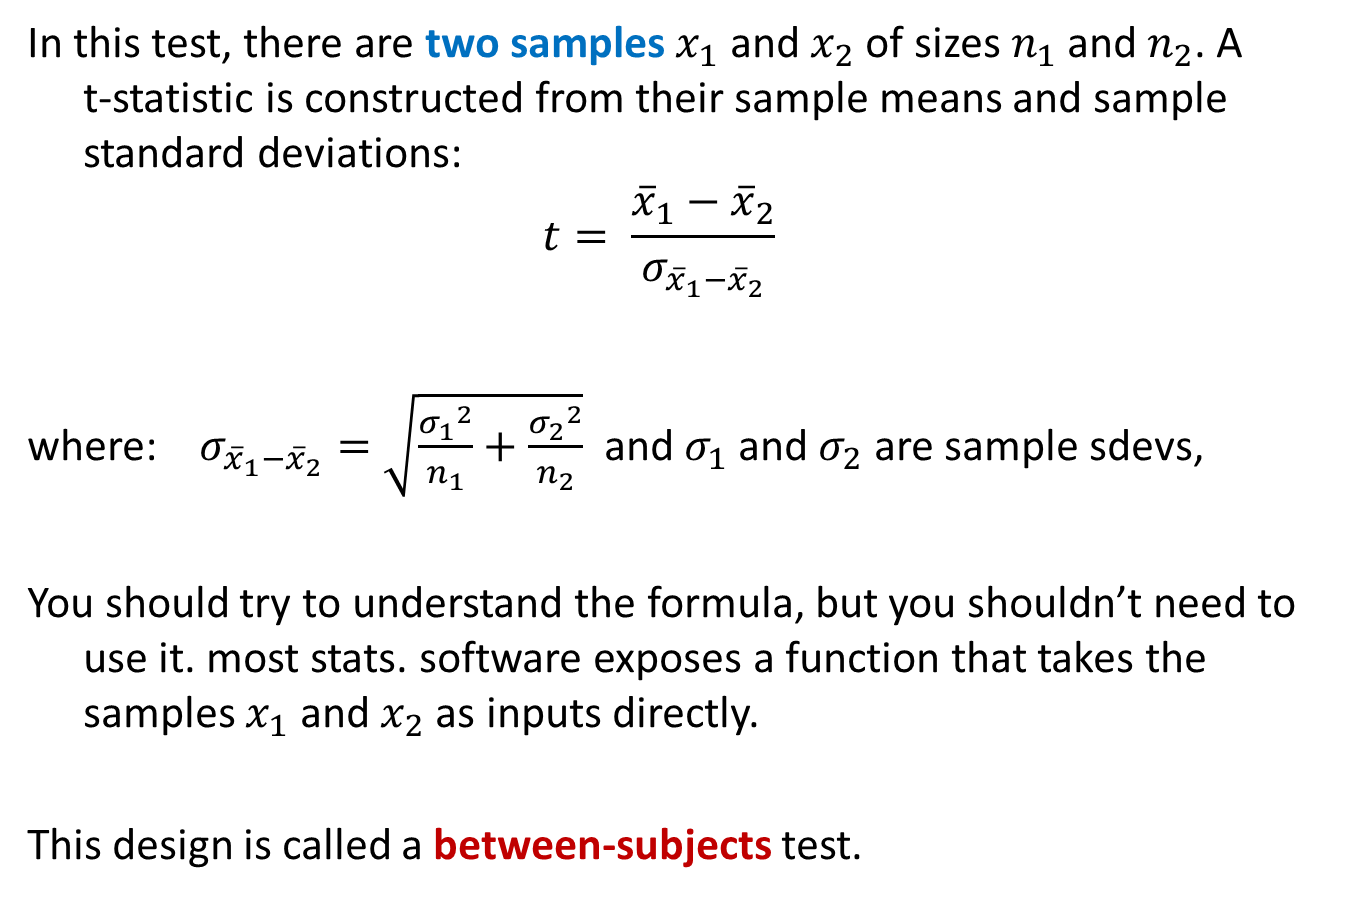 In this test, there are two samples x₁ and x₂ of sizes n₁ and n₂. A
t-statistic is constructed from their sample means and sample
standard deviations:
t = (x̄₁ − x̄₂) / σ_{x̄₁−x̄₂}
where: σ_{x̄₁−x̄₂} = √(σ₁²/n₁ + σ₂²/n₂) and σ₁ and σ₂ are sample sdevs,
You should try to understand the formula, but you shouldn’t need to
use it. most stats. software exposes a function that takes the
samples x₁ and x₂ as inputs directly.
This design is called a between-subjects test.